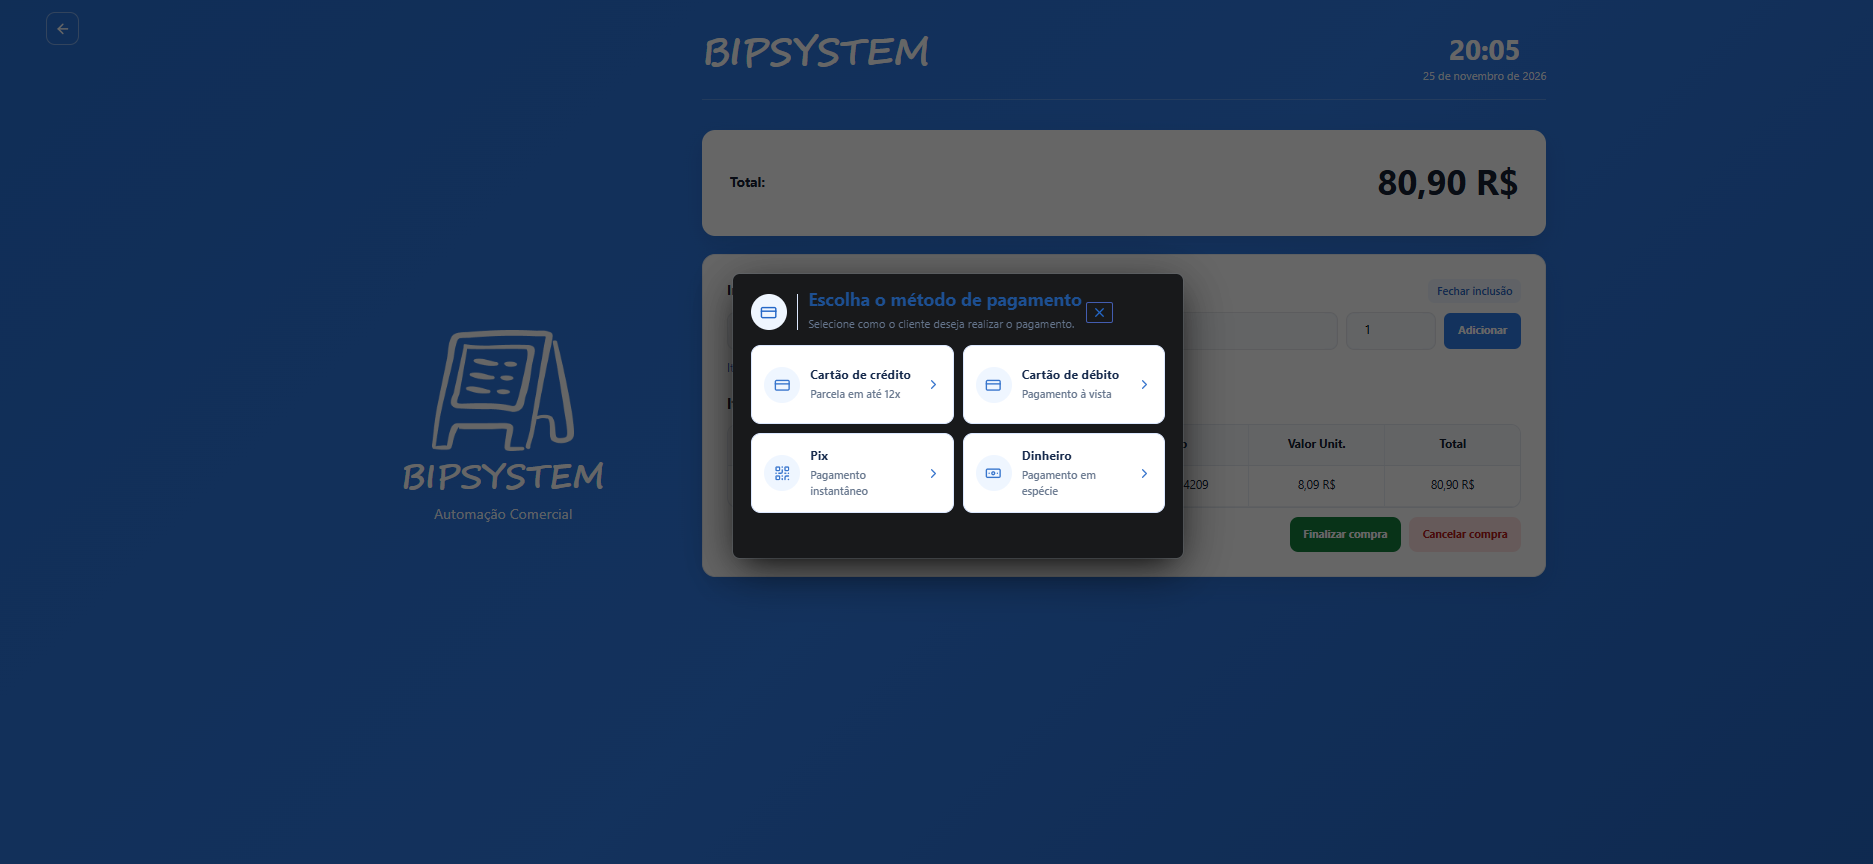 BIPSYSTEM
20:05
25 de novembro de 2026
Total:
80,90 R$
Fechar inclusão
1
Adicionar
Escolha o método de pagamento
Selecione como o cliente deseja realizar o pagamento.
Cartão de crédito
Parcela em até 12x
Cartão de débito
Pagamento à vista
Pix
Pagamento
instantâneo
Dinheiro
Pagamento em
espécie
Valor Unit.
Total
4209
8,09 R$
80,90 R$
Finalizar compra
Cancelar compra
BIPSYSTEM
Automação Comercial